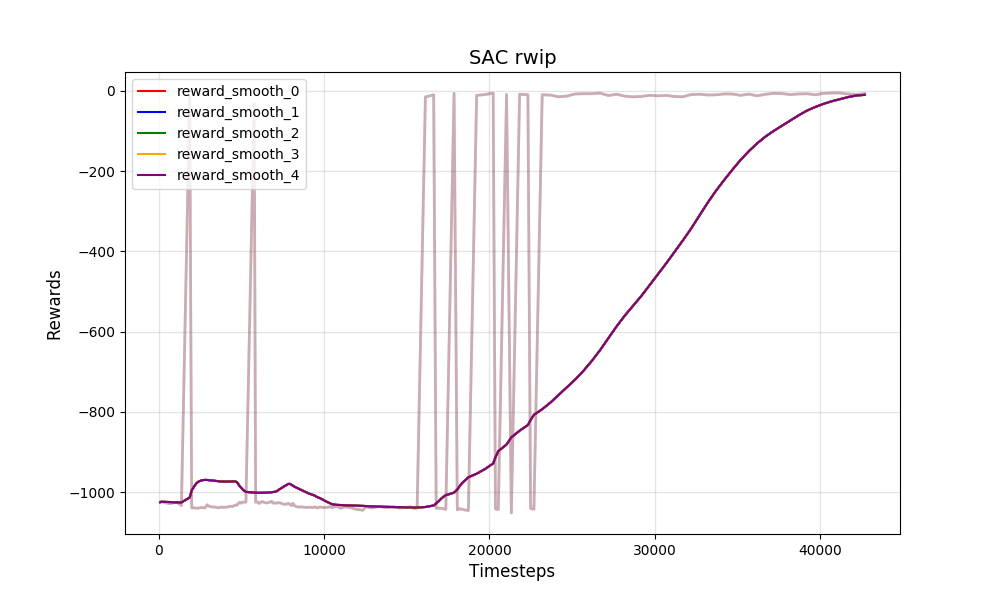 SAC rwip
reward_smooth_0
reward_smooth_1
reward_smooth_2
reward_smooth_3
reward_smooth_4
Rewards
0
−200
−400
−600
−800
−1000
0 10000 20000 30000 40000
Timesteps